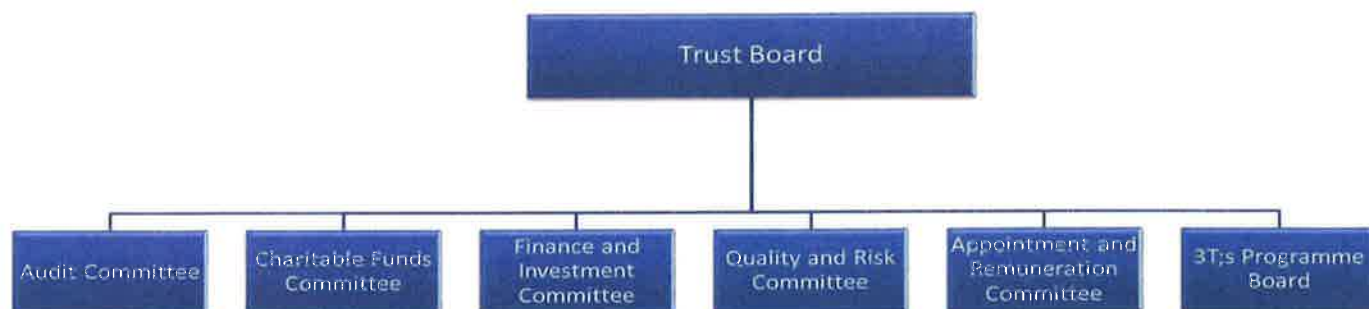 Trust Board
Audit Committee
Charitable Funds
Committee
Finance and
Investment
Committee
Quality and Risk
Committee
Appointment and
Remuneration
Committee
3T;s Programme
Board